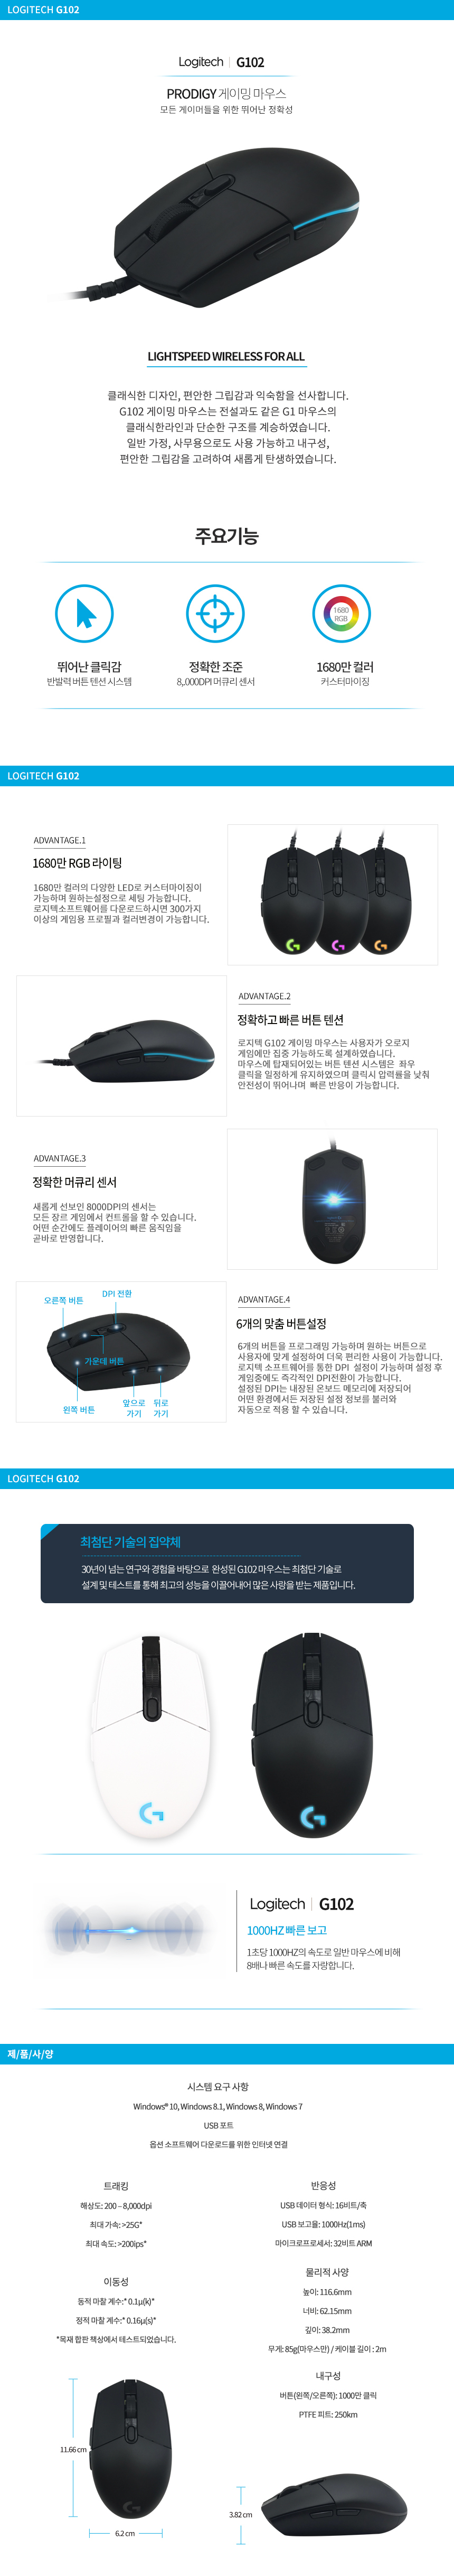 LOGITECH G102
Logitech | G102
PRODIGY 게이밍 마우스
모든 게이머들을 위한 뛰어난 정확성
LIGHTSPEED WIRELESS FOR ALL
클래식한 디자인, 편안한 그립감과 익숙함을 선사합니다.
G102 게이밍 마우스는 전설과도 같은 G1 마우스의
클래식한라인과 단순한 구조를 계승하였습니다.
일반 가정, 사무용으로도 사용 가능하고 내구성,
편안한 그립감을 고려하여 새롭게 탄생하였습니다.
주요기능
1680
RGB
뛰어난 클릭감
반발력 버튼 텐션 시스템
정확한 조준
8,.000DPI 머큐리 센서
1680만 컬러
커스터마이징
LOGITECH G102
ADVANTAGE.1
1680만 RGB 라이팅
1680만 컬러의 다양한 LED로 커스터마이징이
가능하며 원하는설정으로 세팅 가능합니다.
로지텍소프트웨어를 다운로드하시면 300가지
이상의 게임용 프로필과 컬러변경이 가능합니다.
ADVANTAGE.2
정확하고 빠른 버튼 텐션
로지텍 G102 게이밍 마우스는 사용자가 오로지
게임에만 집중 가능하도록 설계하였습니다.
마우스에 탑재되어있는 버튼 텐션 시스템은 좌우
클릭을 일정하게 유지하였으며 클릭시 압력률을 낮춰
안전성이 뛰어나며 빠른 반응이 가능합니다.
ADVANTAGE.3
정확한 머큐리 센서
새롭게 선보인 8000DPI의 센서는
모든 장르 게임에서 컨트롤을 할 수 있습니다.
어떤 순간에도 플레이어의 빠른 움직임을
곧바로 반영합니다.
오른쪽 버튼
DPI 전환
가운데 버튼
왼쪽 버튼
앞으로
가기
뒤로
가기
ADVANTAGE.4
6개의 맞춤 버튼설정
6개의 버튼을 프로그래밍 가능하며 원하는 버튼으로
사용자에 맞게 설정하여 더욱 편리한 사용이 가능합니다.
로지텍 소프트웨어를 통한 DPI 설정이 가능하며 설정 후
게임중에도 즉각적인 DPI전환이 가능합니다.
설정된 DPI는 내장된 온보드 메모리에 저장되어
어떤 환경에서든 저장된 설정 정보를 불러와
자동으로 적용 할 수 있습니다.
LOGITECH G102
최첨단 기술의 집약체
30년이 넘는 연구와 경험을 바탕으로 완성된 G102 마우스는 최첨단 기술로
설계 및 테스트를 통해 최고의 성능을 이끌어내어 많은 사랑을 받는 제품입니다.
Logitech | G102
1000HZ 빠른 보고
1초당 1000HZ의 속도로 일반 마우스에 비해
8배나 빠른 속도를 자랑합니다.
제/품/사/양
시스템 요구 사항
Windows® 10, Windows 8.1, Windows 8, Windows 7
USB 포트
옵션 소프트웨어 다운로드를 위한 인터넷 연결
트래킹
해상도: 200 – 8,000dpi
최대 가속: >25G*
최대 속도: >200ips*
이동성
동적 마찰 계수:* 0.1μ(k)*
정적 마찰 계수:* 0.16μ(s)*
*목재 합판 책상에서 테스트되었습니다.
반응성
USB 데이터 형식: 16비트/축
USB 보고율: 1000Hz(1ms)
마이크로프로세서: 32비트 ARM
물리적 사양
높이: 116.6mm
너비: 62.15mm
깊이: 38.2mm
무게: 85g(마우스만) / 케이블 길이 : 2m
내구성
버튼(왼쪽/오른쪽): 1000만 클릭
PTFE 피트: 250km
11.66 cm
6.2 cm
3.82 cm